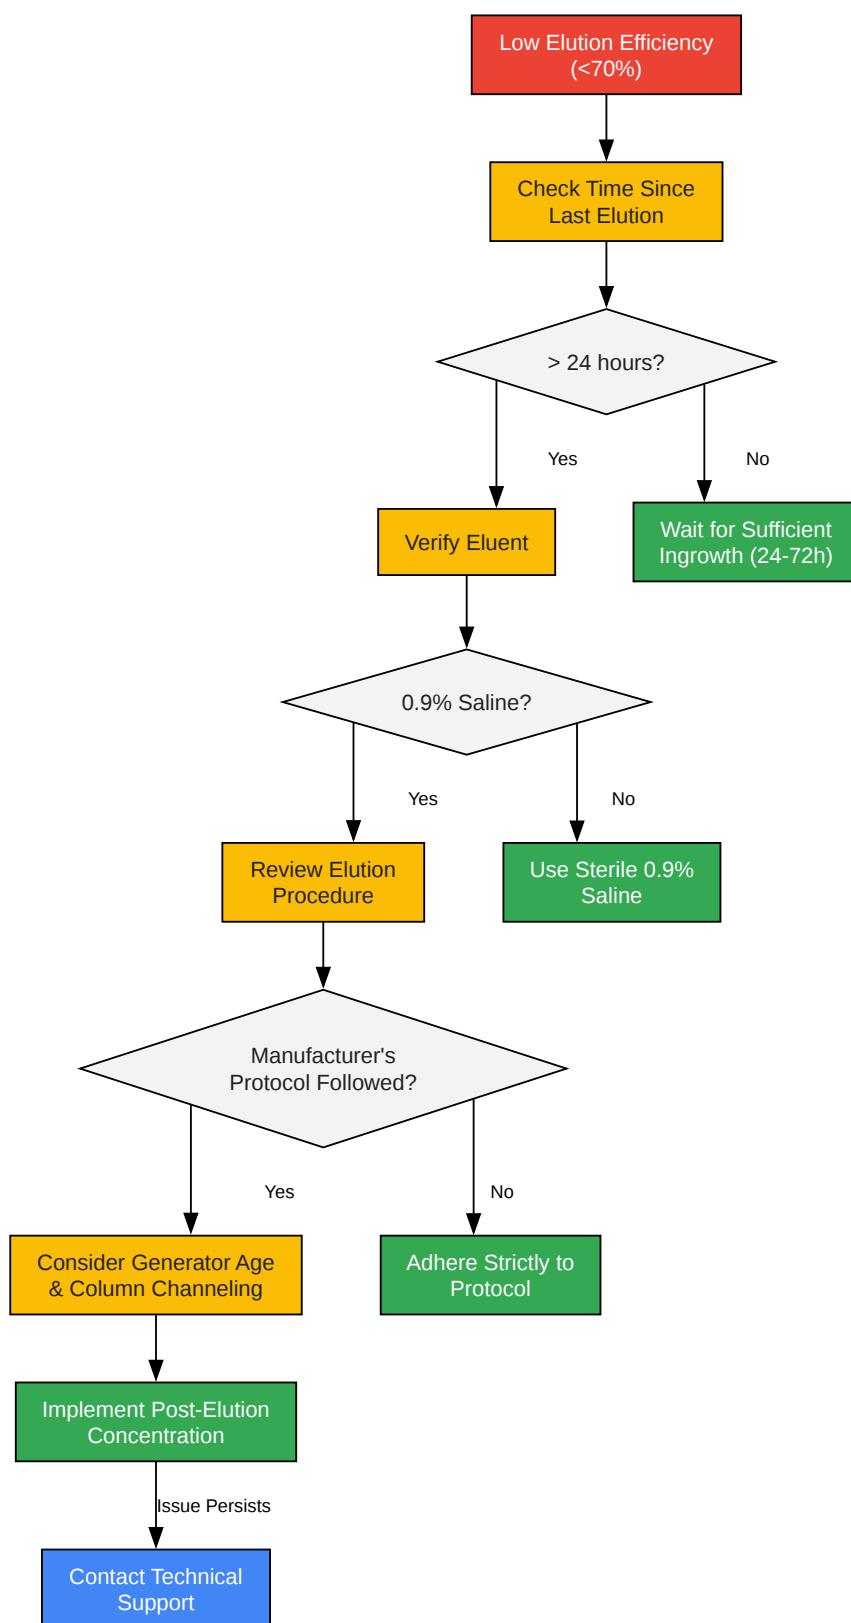 Low Elution Efficiency
(<70%)
Check Time Since
Last Elution
> 24 hours?
Yes
No
Verify Eluent
Wait for Sufficient
Ingrowth (24-72h)
0.9% Saline?
Yes
No
Review Elution
Procedure
Use Sterile 0.9%
Saline
Manufacturer's
Protocol Followed?
Yes
No
Consider Generator Age
& Column Channeling
Adhere Strictly to
Protocol
Implement Post-Elution
Concentration
Issue Persists
Contact Technical
Support